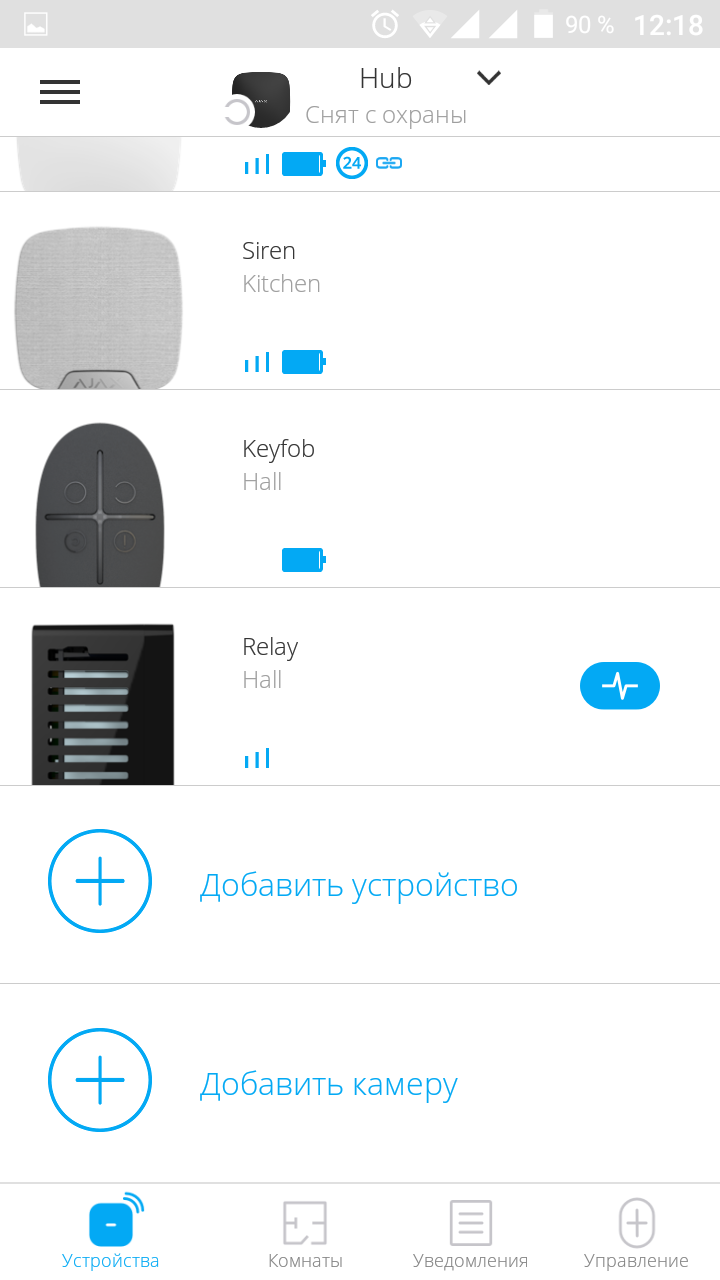 90 % 12:18
Hub
Снят с охраны
24
Siren
Kitchen
AJAX
Keyfob
Hall
Relay
Hall
Добавить устройство
Добавить камеру
Устройства Комнаты Уведомления Управление